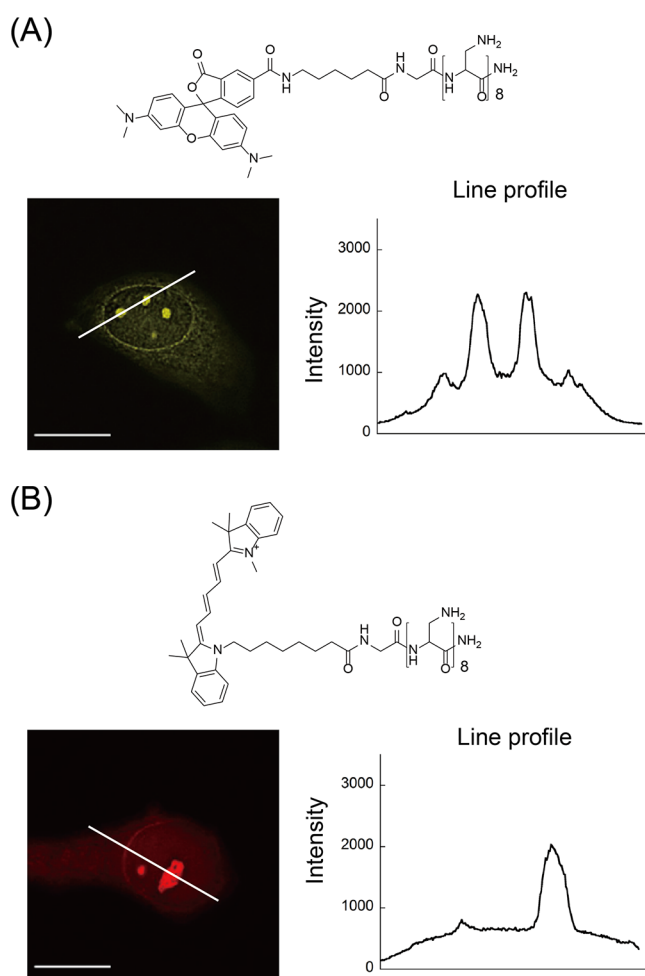 (A)
O
O
O
N
H
O
H
N
O
N
H
NH2
O
NH2
8
N
O
N
Line profile
3000
2000
1000
0
Intensity
(B)
N
+
N
O
H
N
O
N
H
NH2
O
NH2
8
Line profile
3000
2000
1000
0
Intensity